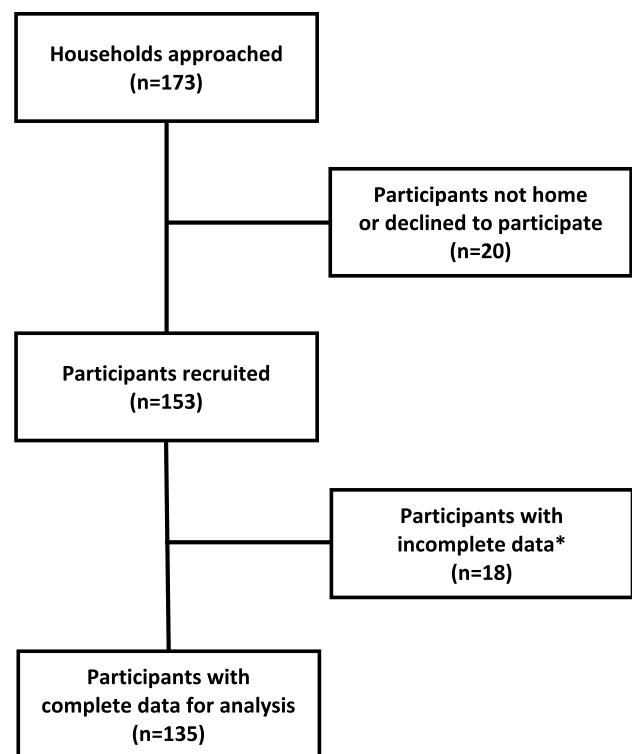 Households approached
(n=173)
Participants not home
or declined to participate
(n=20)
Participants recruited
(n=153)
Participants with
incomplete data*
(n=18)
Participants with
complete data for analysis
(n=135)